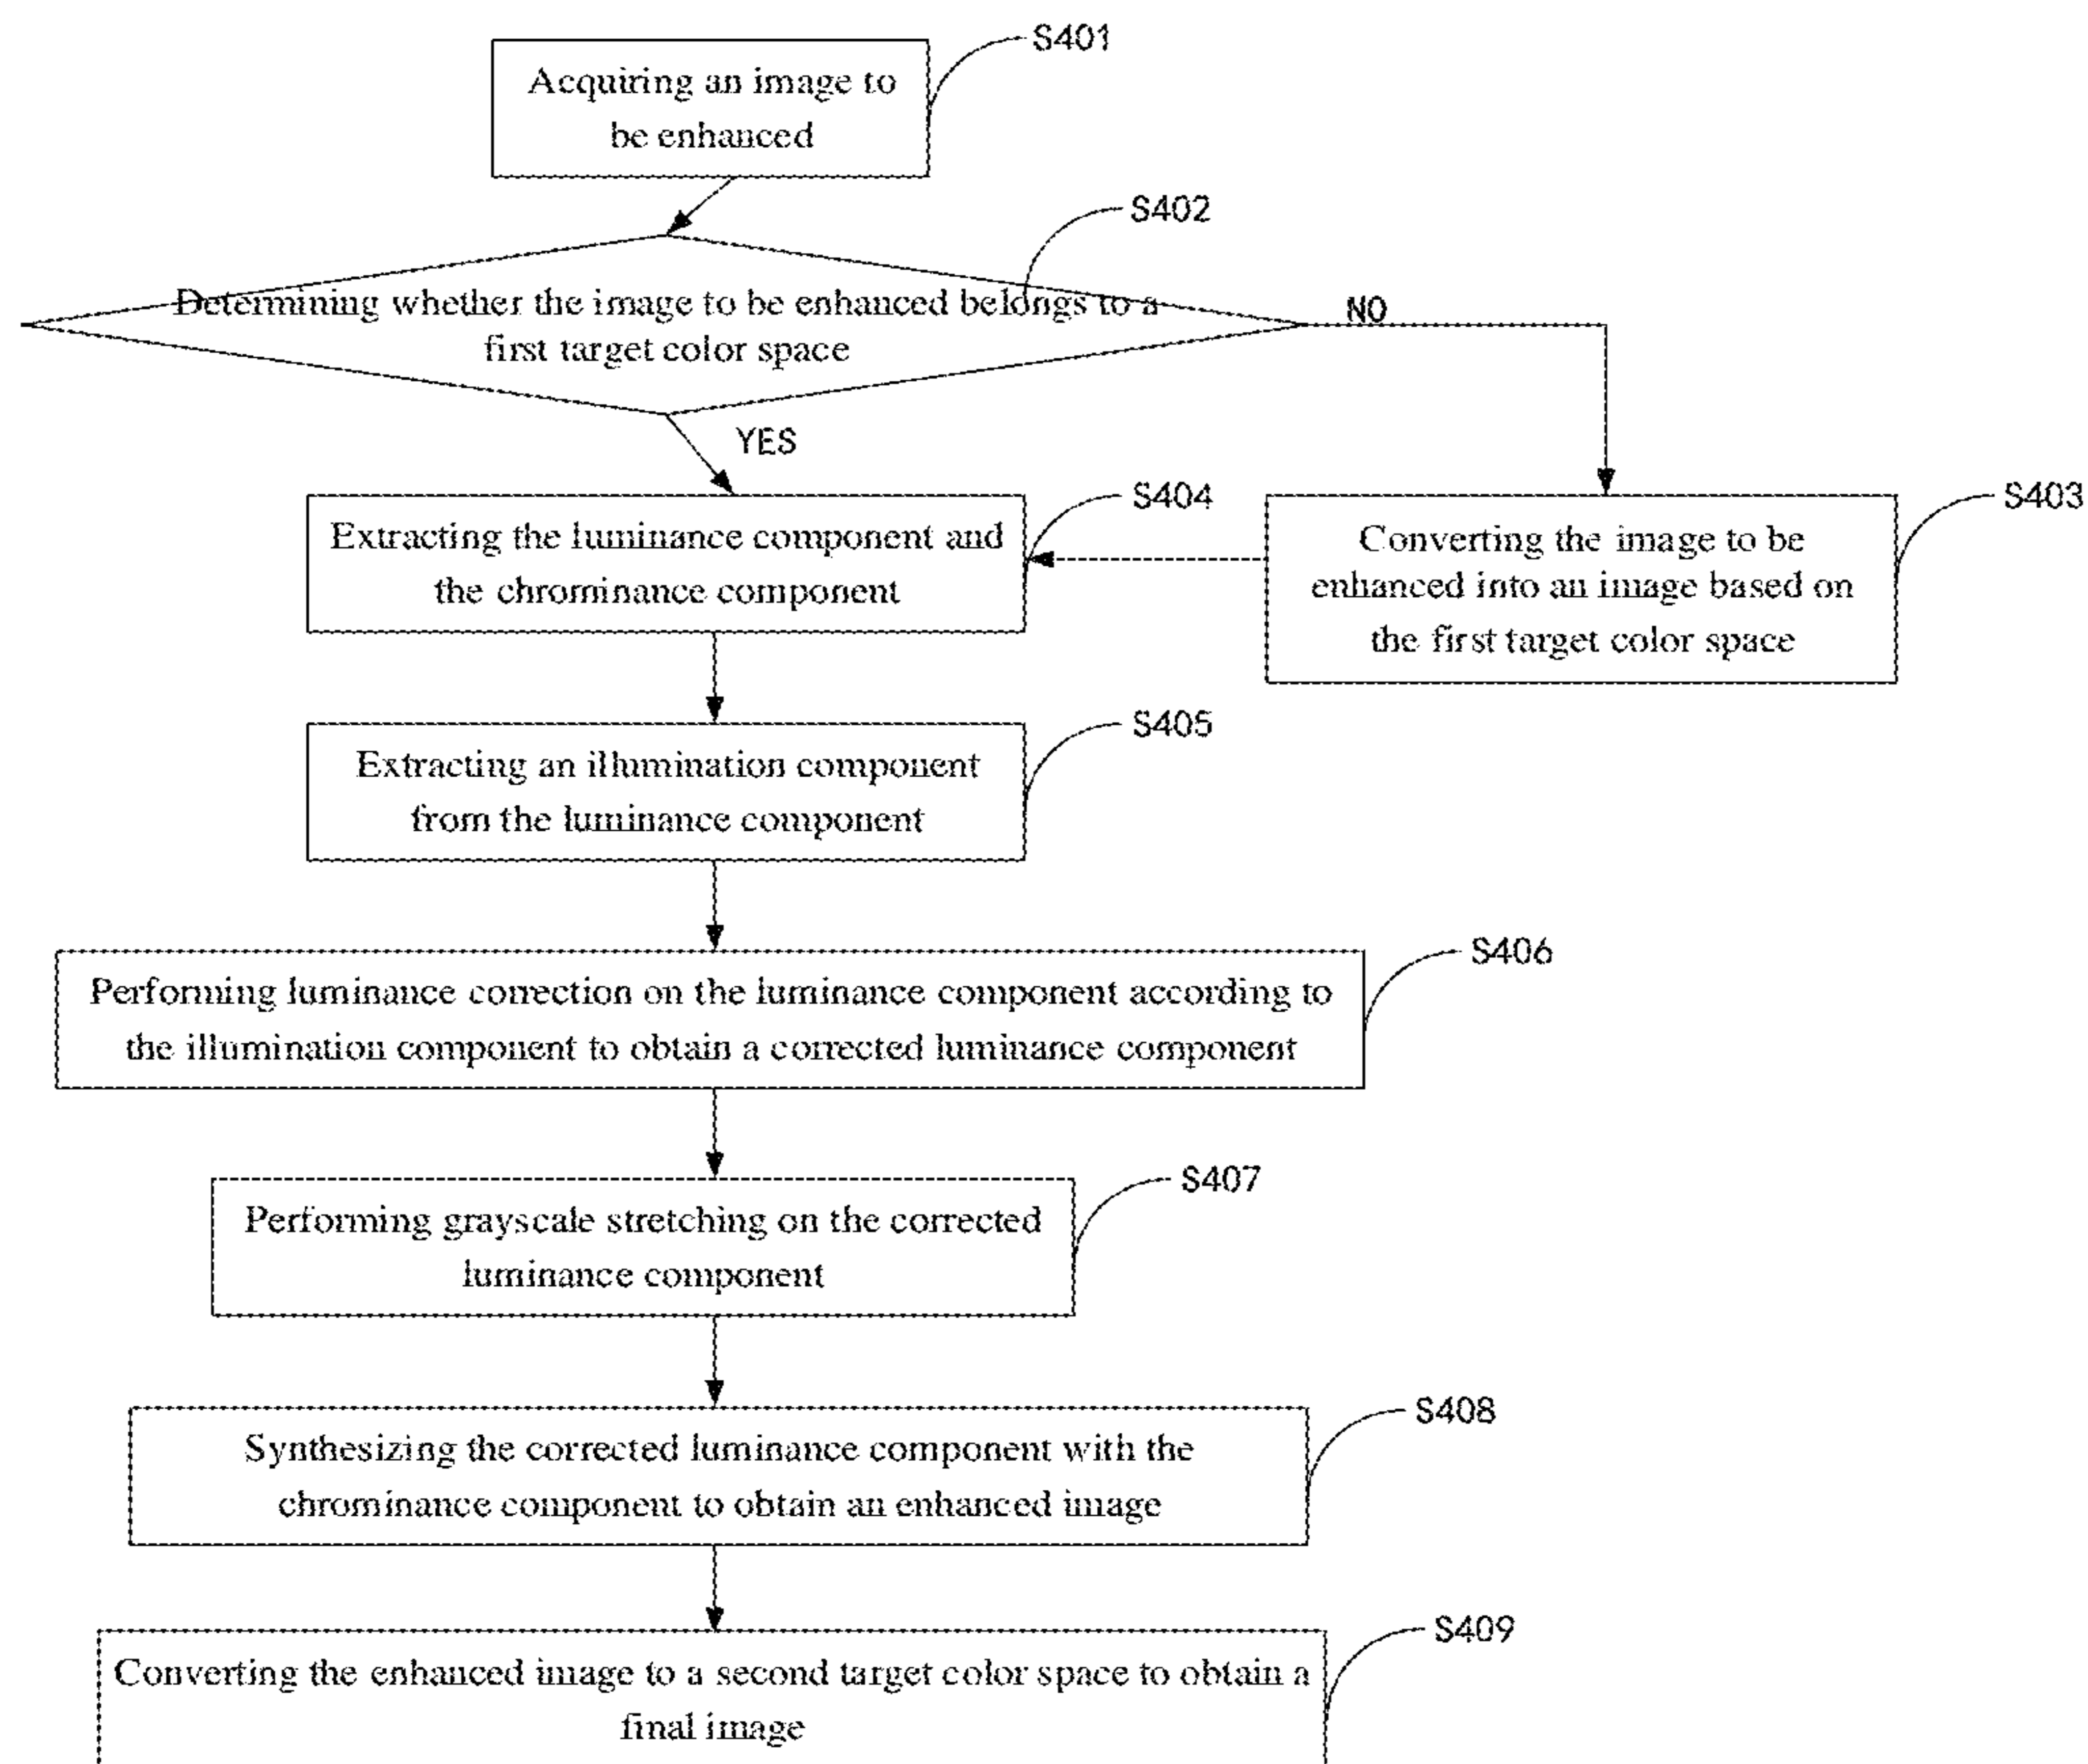 S401
Acquiring an image to
be enhanced
S402
Determining whether the image to be enhanced belongs to a
first target color space
NO
YES
S404
Extracting the luminance component and
the chrominance component
S403
Converting the image to be
enhanced into an image based on
the first target color space
S405
Extracting an illumination component
from the luminance component
S406
Performing luminance correction on the luminance component according to
the illumination component to obtain a corrected luminance component
S407
Performing grayscale stretching on the corrected
luminance component
S408
Synthesizing the corrected luminance component with the
chrominance component to obtain an enhanced image
S409
Converting the enhanced image to a second target color space to obtain a
final image